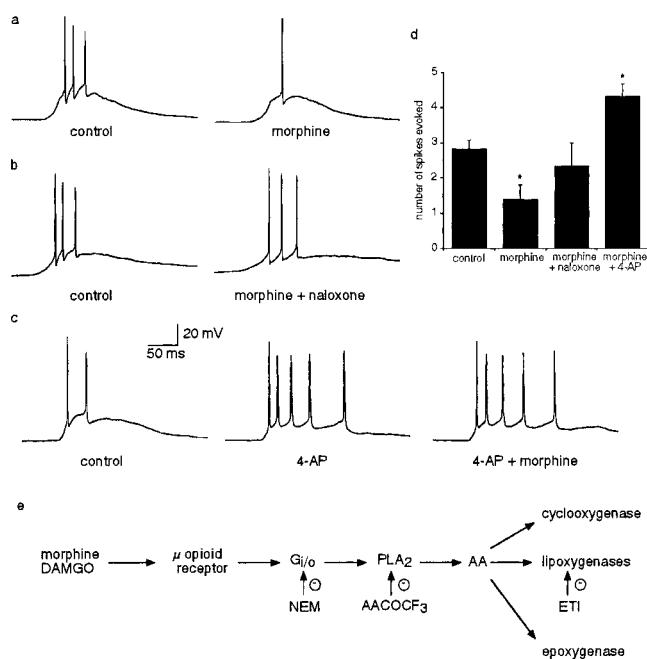 a
control
morphine
b
control
morphine + naloxone
c
20 mV
50 ms
control
4-AP
4-AP + morphine
d
number of spikes evoked
5
4
3
2
1
0
*
*
control
morphine
morphine
+ naloxone
morphine
+ 4-AP
e
morphine
DAMGO
μ opioid
receptor
Gi/o
PLA2
AA
cyclooxygenase
lipoxygenases
epoxygenase
-
-
-
NEM
AACOCF3
ETI